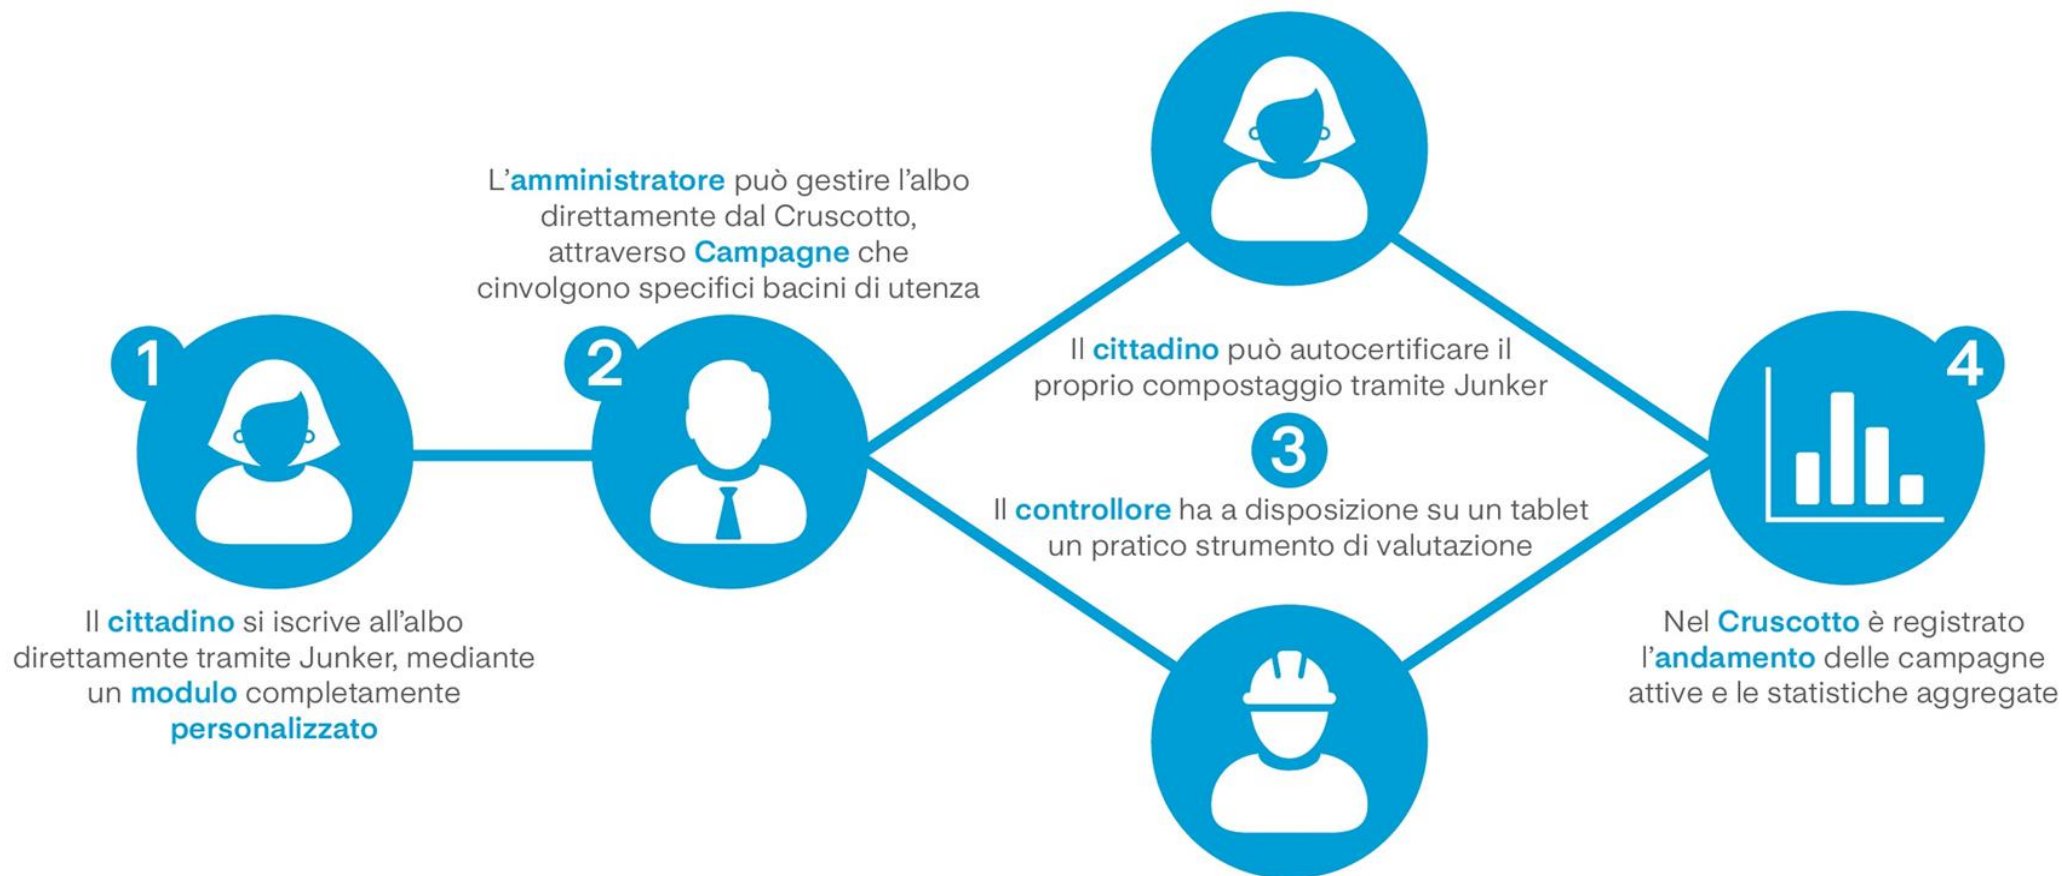 1
Il cittadino si iscrive all'albo
direttamente tramite Junker, mediante
un modulo completamente
personalizzato
2
L'amministratore può gestire l'albo
direttamente dal Cruscotto,
attraverso Campagne che
cinvolgono specifici bacini di utenza
Il cittadino può autocertificare il
proprio compostaggio tramite Junker
3
Il controllore ha a disposizione su un tablet
un pratico strumento di valutazione
4
Nel Cruscotto è registrato
l'andamento delle campagne
attive e le statistiche aggregate